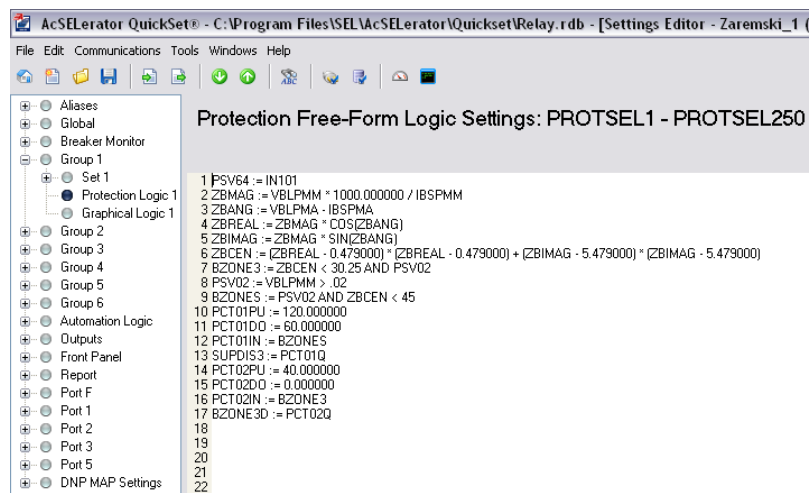 AcSELerator QuickSet® - C:\Program Files\SEL\AcSELerator\Quickset\Relay.rdb - [Settings Editor - Zaremski_1 (
File Edit Communications Tools Windows Help
Aliases
Global
Breaker Monitor
Group 1
Set 1
Protection Logic 1
Graphical Logic 1
Group 2
Group 3
Group 4
Group 5
Group 6
Automation Logic
Outputs
Front Panel
Report
Port F
Port 1
Port 2
Port 3
Port 5
DNP MAP Settings
Protection Free-Form Logic Settings: PROTSEL1 - PROTSEL250
1 PSV64 := IN101
2 ZBMAG := VBLPMM * 1000.000000 / IBSPMM
3 ZBANG := VBLPMA - IBSPMA
4 ZBREAL := ZBMAG * COS(ZBANG)
5 ZBIMAG := ZBMAG * SIN(ZBANG)
6 ZBCEN := (ZBREAL - 0.479000) * (ZBREAL - 0.479000) + (ZBIMAG - 5.479000) * (ZBIMAG - 5.479000)
7 BZONE3 := ZBCEN < 30.25 AND PSV02
8 PSV02 := VBLPMM > .02
9 BZONES := PSV02 AND ZBCEN < 45
10 PCT01PU := 120.000000
11 PCT01DO := 60.000000
12 PCT01IN := BZONES
13 SUPDIS3 := PCT01Q
14 PCT02PU := 40.000000
15 PCT02DO := 0.000000
16 PCT02IN := BZONE3
17 BZONE3D := PCT02Q
18
19
20
21
22